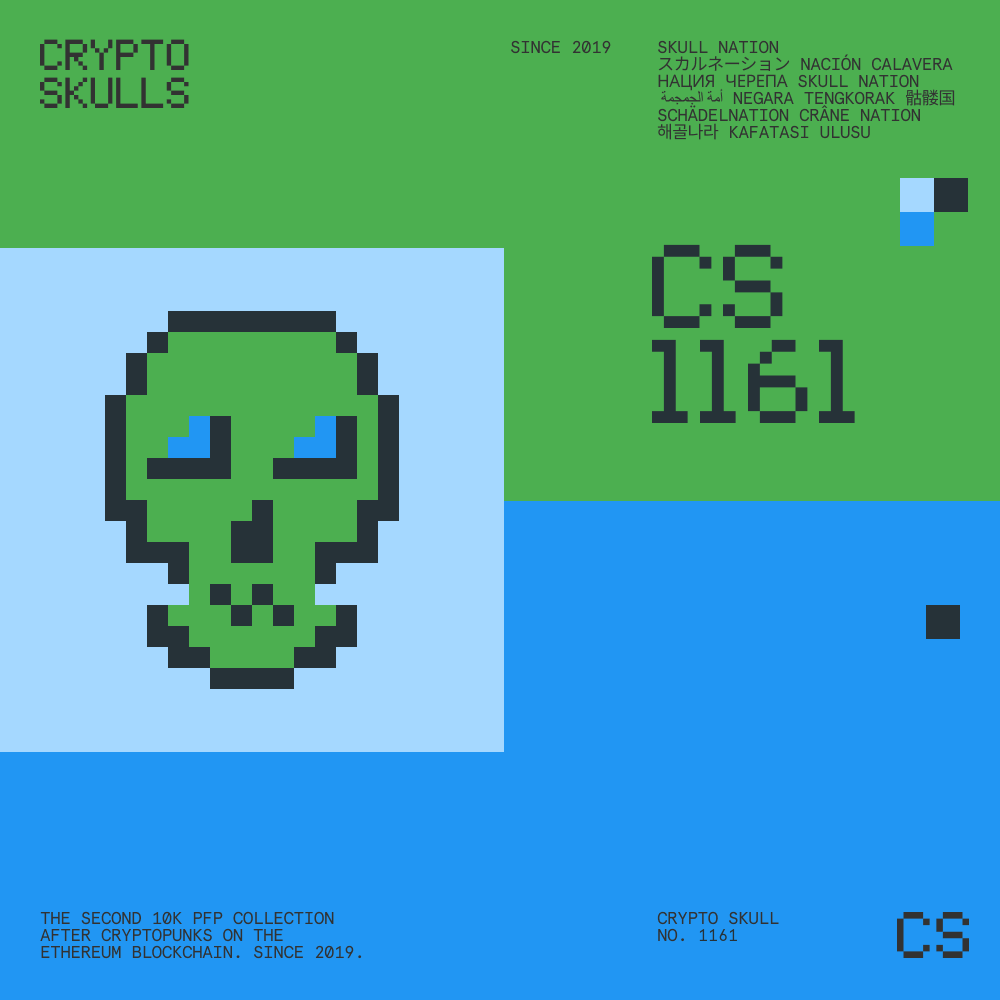 CRYPTO
SKULLS
SINCE 2019
SKULL NATION
スカルネーション NACIÓN CALAVERA
НАЦИЯ ЧЕРЕПА SKULL NATION
أمة الجمجمة NEGARA TENGKORAK 骷髅国
SCHÄDELNATION CRÂNE NATION
해골나라 KAFATASI ULUSU
CS
1161
THE SECOND 10K PFP COLLECTION
AFTER CRYPTOPUNKS ON THE
ETHEREUM BLOCKCHAIN. SINCE 2019.
CRYPTO SKULL
NO. 1161
CS